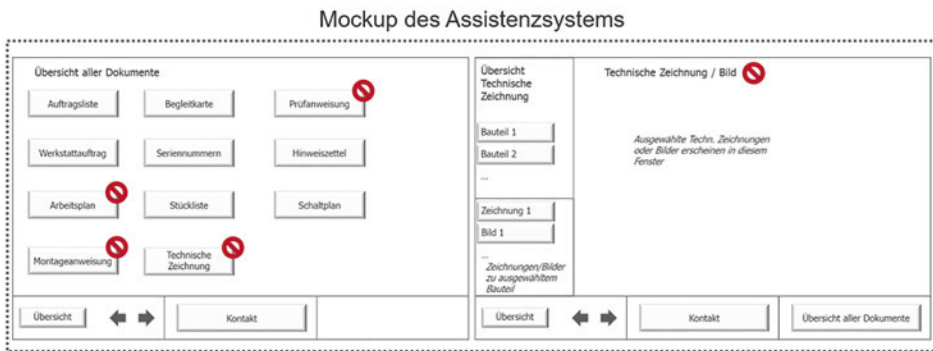 Mockup des Assistenzsystems
Übersicht aller Dokumente
Auftragsliste
Begleitkarte
Prüfanweisung
Werkstattauftrag
Seriennummern
Hinweiszettel
Arbeitsplan
Stückliste
Schaltplan
Montageanweisung
Technische
Zeichnung
Übersicht
Kontakt
Übersicht
Technische
Zeichnung
Bauteil 1
Bauteil 2
...
Zeichnung 1
Bild 1
...
Zeichnungen/Bilder
zu ausgewähltem
Bauteil
Technische Zeichnung / Bild
Ausgewählte Techn. Zeichnungen
oder Bilder erscheinen in diesem
Fenster
Übersicht
Kontakt
Übersicht aller Dokumente